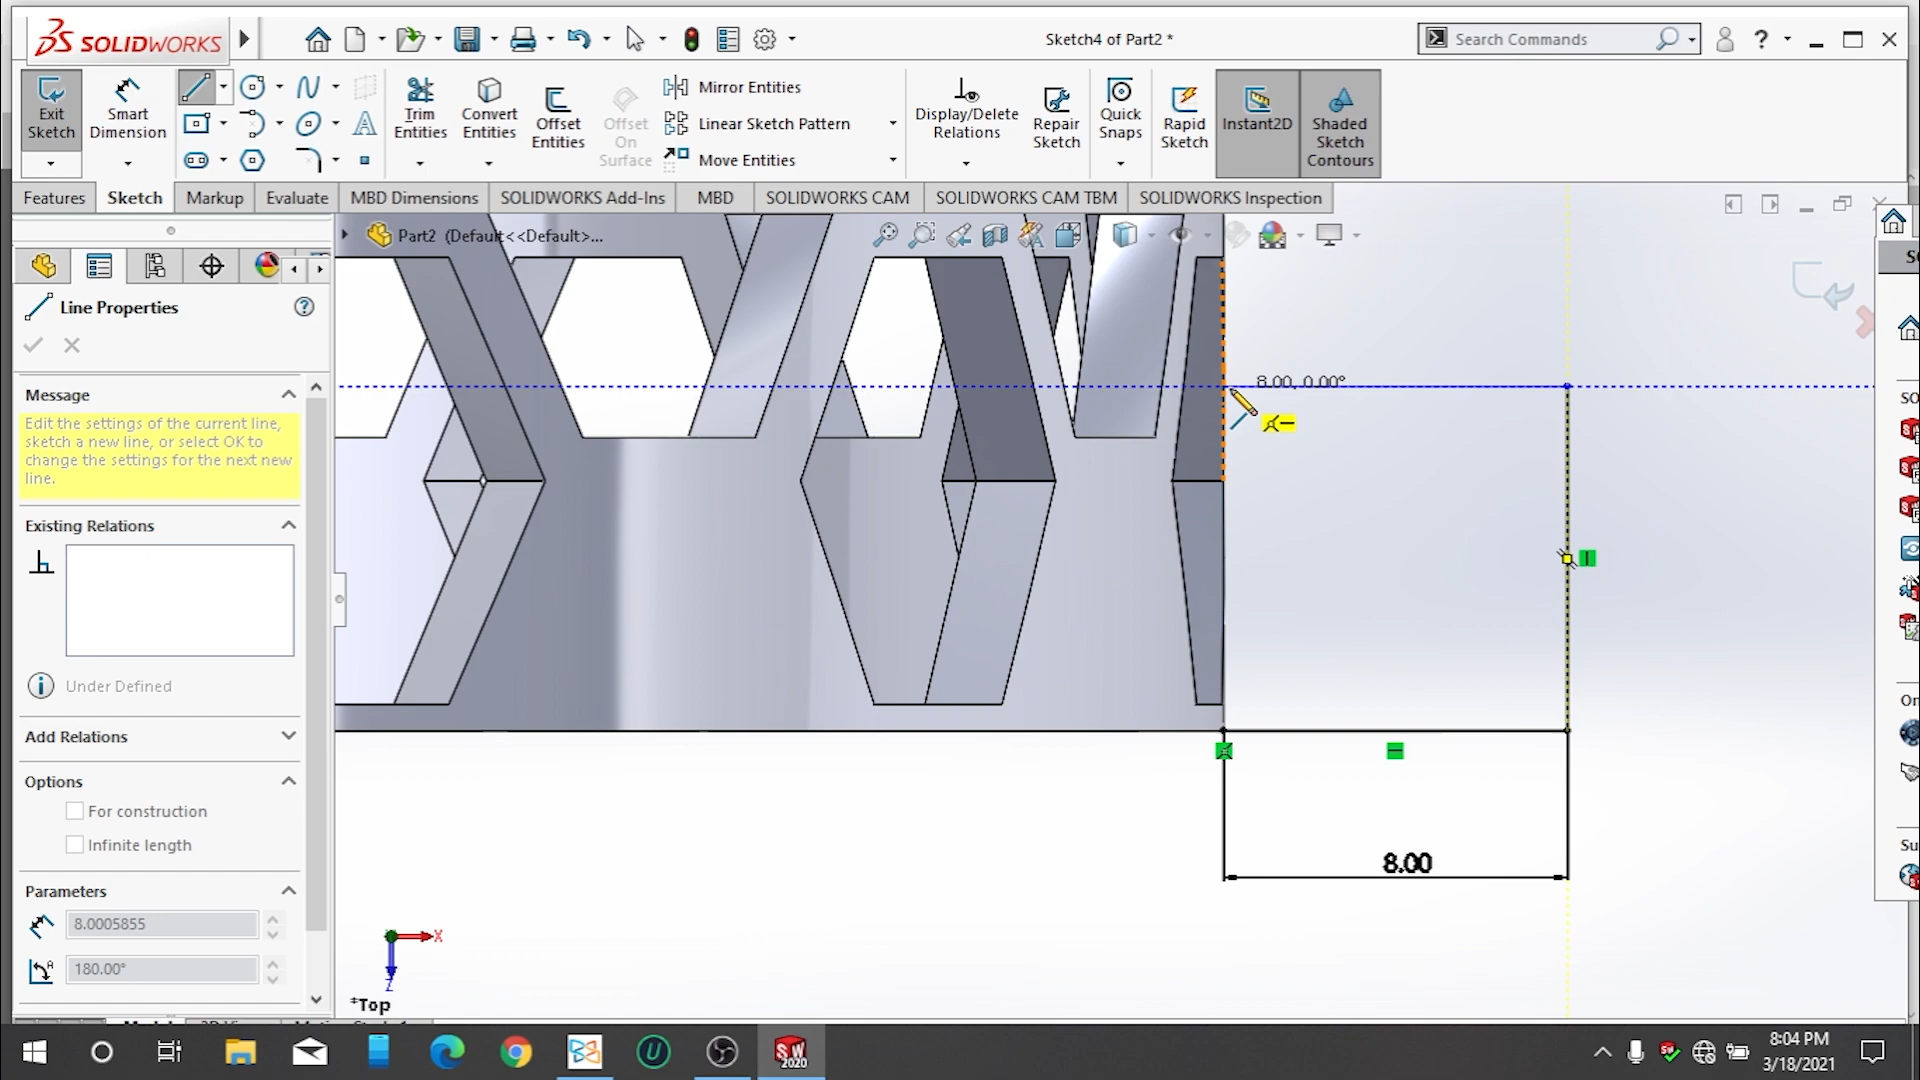 SOLIDWORKS
Sketch4 of Part2 *
Search Commands
?
Exit Sketch
Smart Dimension
Trim Entities
Convert Entities
Offset Entities
Offset On Surface
Mirror Entities
Linear Sketch Pattern
Move Entities
Display/Delete Relations
Repair Sketch
Quick Snaps
Rapid Sketch
Instant2D
Shaded Sketch Contours
Features
Sketch
Markup
Evaluate
MBD Dimensions
SOLIDWORKS Add-Ins
MBD
SOLIDWORKS CAM
SOLIDWORKS CAM TBM
SOLIDWORKS Inspection
Part2 (Default<<Default>...
Line Properties
Message
Edit the settings of the current line,
sketch a new line, or select OK to
change the settings for the next new
line.
Existing Relations
Under Defined
Add Relations
Options
For construction
Infinite length
Parameters
8.0005855
180.00°
8.00, 0.00°
8.00
X
Z
*Top
SO
On
Su
SW
2020
8:04 PM
3/18/2021